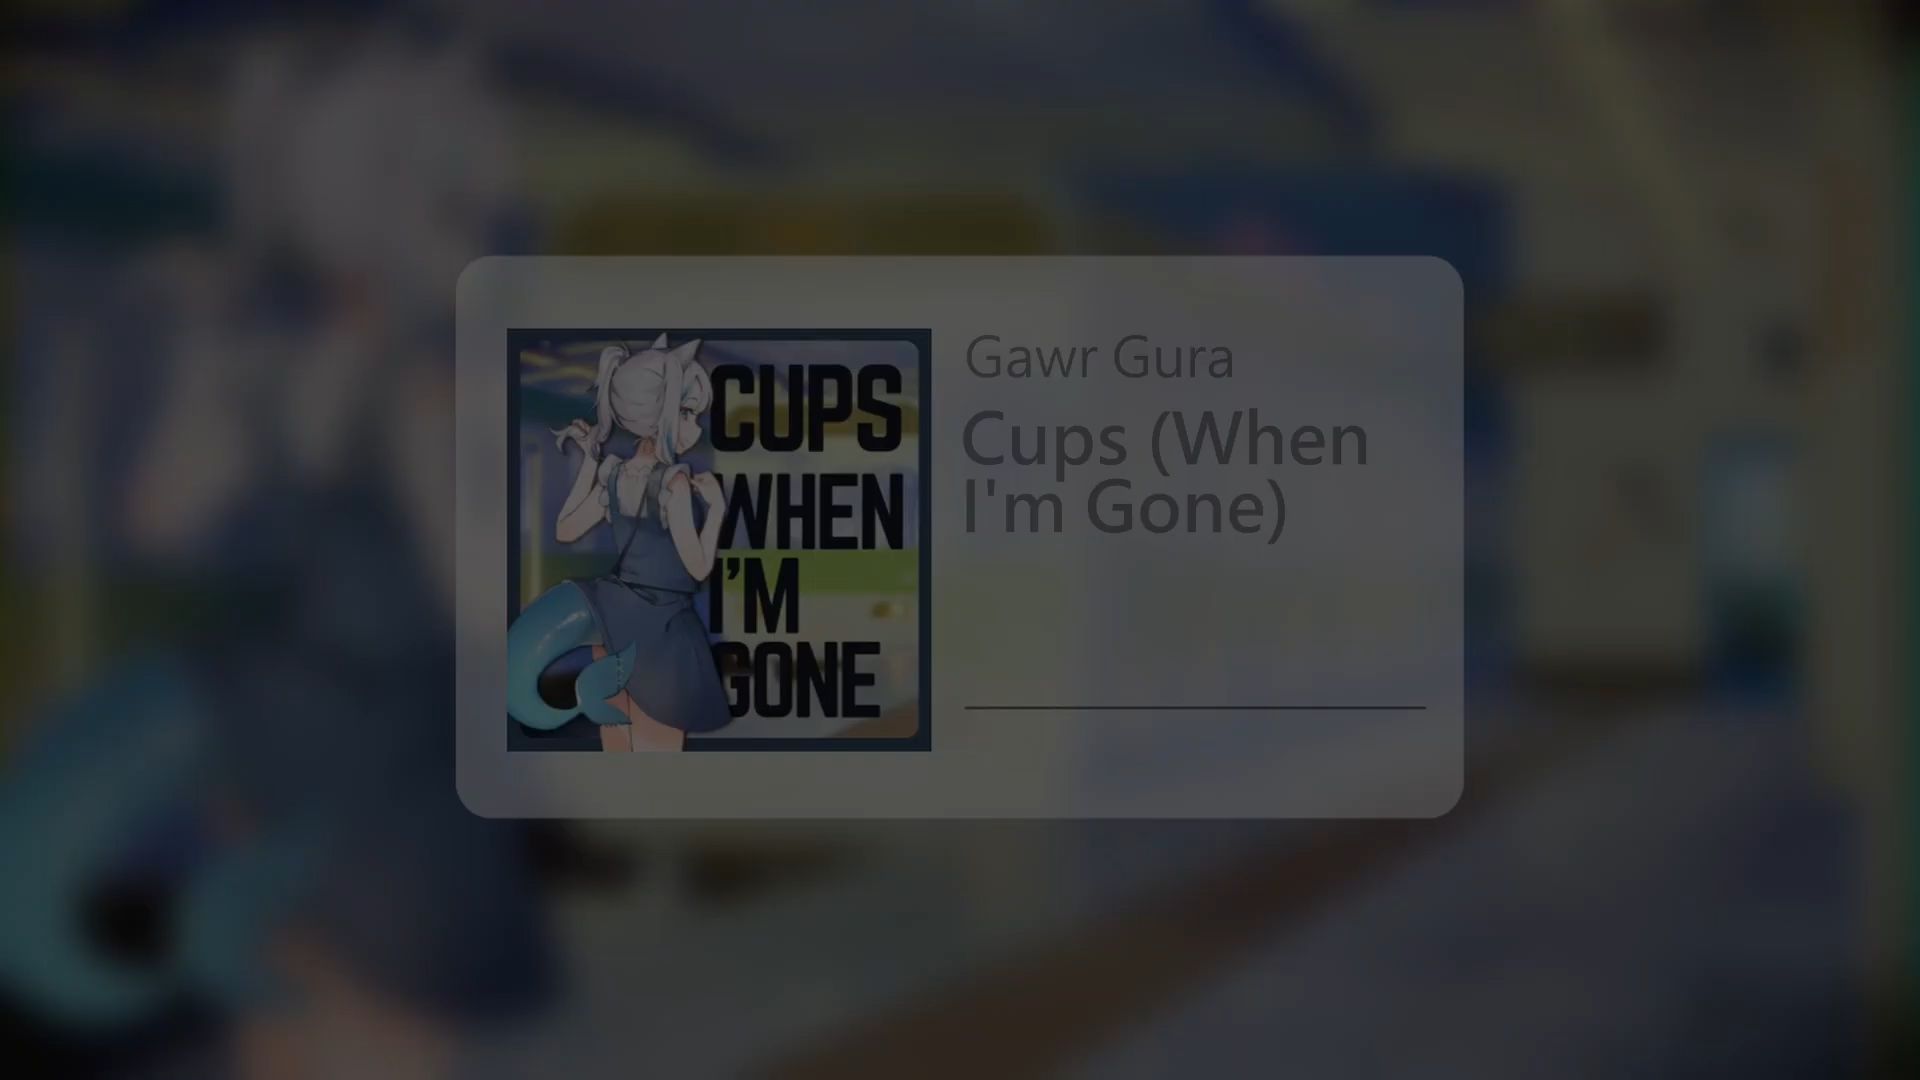 CUPS
WHEN
I'M
GONE
Gawr Gura
Cups (When
I'm Gone)